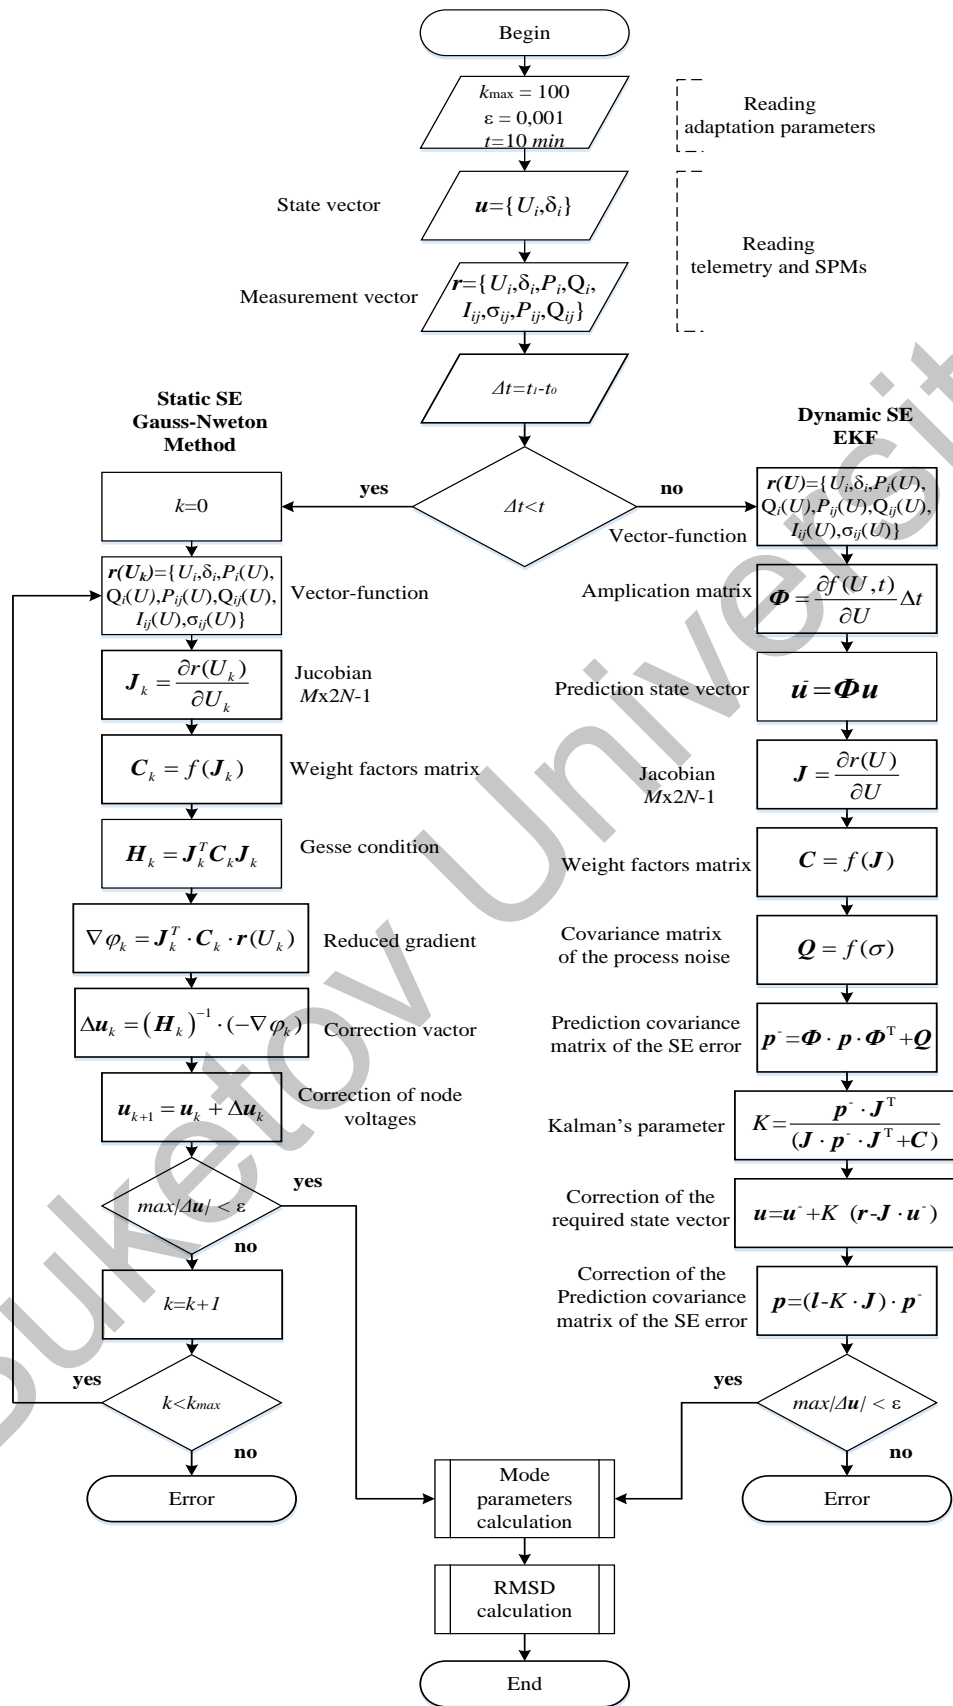 Begin
kmax = 100
ε = 0,001
t=10 min
Reading
adaptation parameters
State vector
u={Ui,δi}
Reading
telemetry and SPMs
Measurement vector
r={Ui,δi,Pi,Qi,
Iij,σij,Pij,Qij}
Δt=t1-t0
Static SE
Gauss-Nweton
Method
Dynamic SE
EKF
yes
Δt<t
no
k=0
Vector-function
r(U)={Ui,δi,Pi(U),
Qi(U),Pij(U),Qij(U),
Iij(U),σij(U)}
r(Uk)={Ui,δi,Pi(U),
Qi(U),Pij(U),Qij(U),
Iij(U),σij(U)}
Vector-function
Amplication matrix
Φ = ∂f(U,t)/∂U Δt
Jk = ∂r(Uk)/∂Uk
Jucobian
Mx2N-1
Prediction state vector
u⁻=Φu
Ck = f(Jk)
Weight factors matrix
Jacobian
Mx2N-1
J = ∂r(U)/∂U
Hk = Jk^T Ck Jk
Gesse condition
Weight factors matrix
C = f(J)
∇φk = Jk^T · Ck · r(Uk)
Reduced gradient
Covariance matrix
of the process noise
Q = f(σ)
Δuk = (Hk)^−1 · (−∇φk)
Correction vactor
Prediction covariance
matrix of the SE error
p⁻=Φ · p · Φ^T+Q
uk+1 = uk + Δuk
Correction of node
voltages
Kalman's parameter
K = p⁻ · J^T/(J · p⁻ · J^T+C)
max|Δu| < ε
yes
no
Correction of the
required state vector
u=u⁻+K (r-J · u⁻)
k=k+1
Correction of the
Prediction covariance
matrix of the SE error
p=(l-K · J) · p⁻
yes
k<kmax
no
yes
max|Δu| < ε
no
Error
Mode
parameters
calculation
Error
RMSD
calculation
End
Buketov Universit